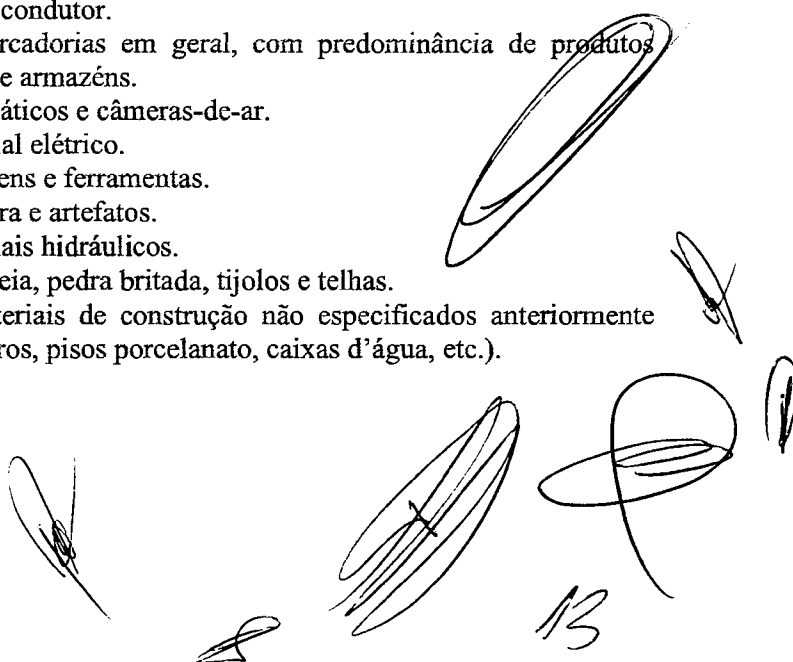 condutor.
rcadorias em geral, com predominância de produtos
e armazéns.
áticos e câmeras-de-ar.
al elétrico.
ens e ferramentas.
ra e artefatos.
ais hidráulicos.
eia, pedra britada, tijolos e telhas.
teriais de construção não especificados anteriormente
ros, pisos porcelanato, caixas d'água, etc.).
13